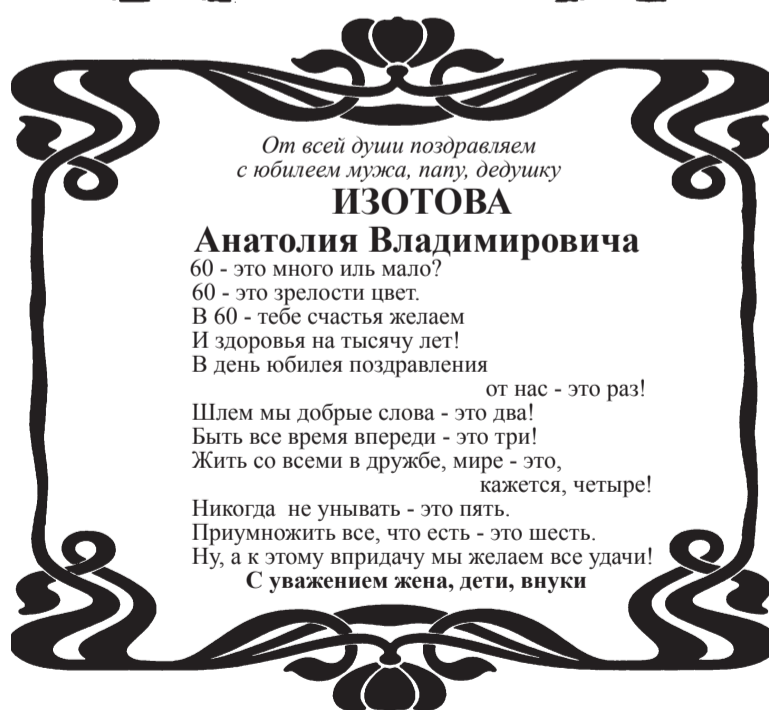 От всей души поздравляем
с юбилеем мужа, папу, дедушку
ИЗОТОВА
Анатолия Владимировича
60 - это много иль мало?
60 - это зрелости цвет.
В 60 - тебе счастья желаем
И здоровья на тысячу лет!
В день юбилея поздравления
от нас - это раз!
Шлем мы добрые слова - это два!
Быть все время впереди - это три!
Жить со всеми в дружбе, мире - это,
кажется, четыре!
Никогда  не унывать - это пять.
Приумножить все, что есть - это шесть.
Ну, а к этому впридачу мы желаем все удачи!
С уважением жена, дети, внуки